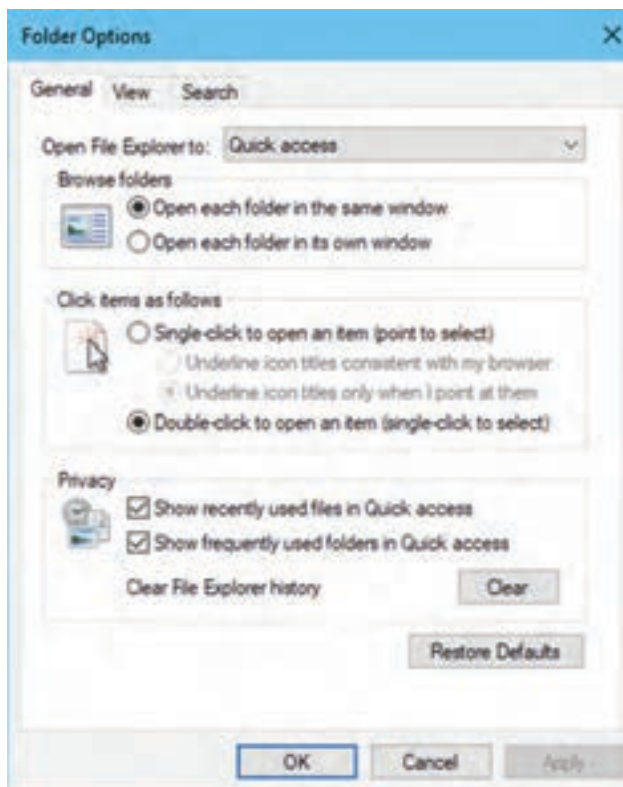 Folder Options
General View Search
Open File Explorer to: Quick access
Browse folders
Open each folder in the same window
Open each folder in its own window
Click items as follows
Single-click to open an item (point to select)
Underline icon titles consistent with my browser
Underline icon titles only when I point at them
Double-click to open an item (single-click to select)
Privacy
Show recently used files in Quick access
Show frequently used folders in Quick access
Clear File Explorer history Clear
Restore Defaults
OK Cancel Apply